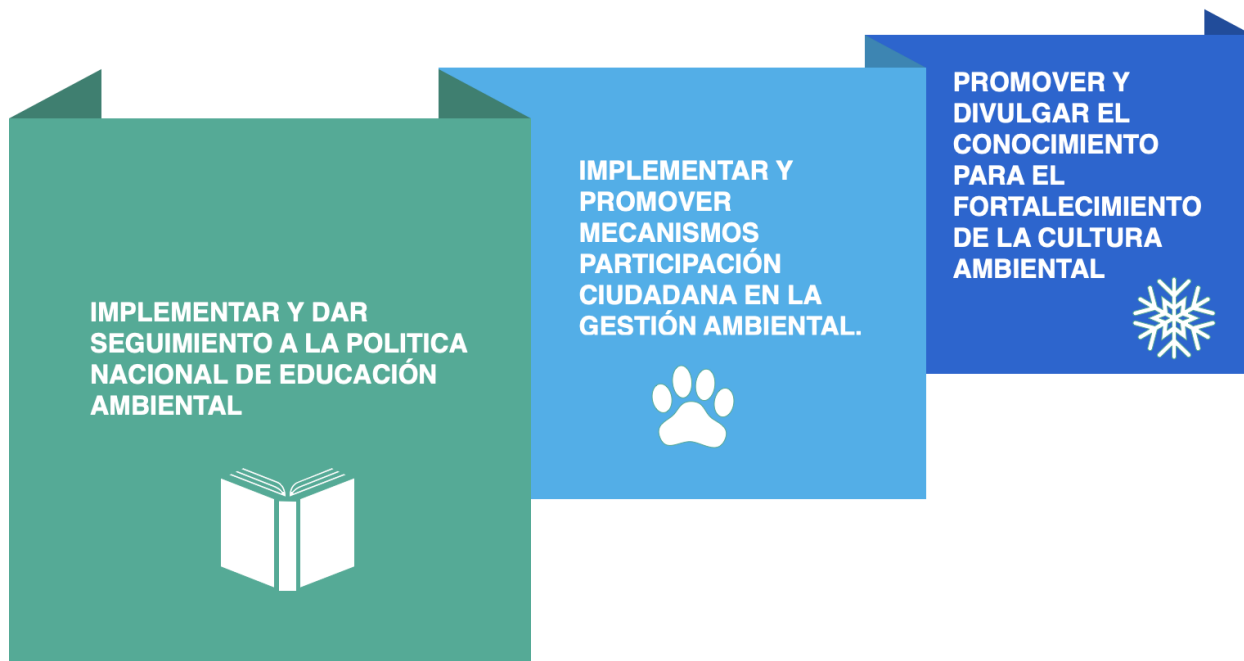 IMPLEMENTAR Y DAR
SEGUIMIENTO A LA POLITICA
NACIONAL DE EDUCACIÓN
AMBIENTAL
IMPLEMENTAR Y
PROMOVER
MECANISMOS
PARTICIPACIÓN
CIUDADANA EN LA
GESTIÓN AMBIENTAL.
PROMOVER Y
DIVULGAR EL
CONOCIMIENTO
PARA EL
FORTALECIMIENTO
DE LA CULTURA
AMBIENTAL